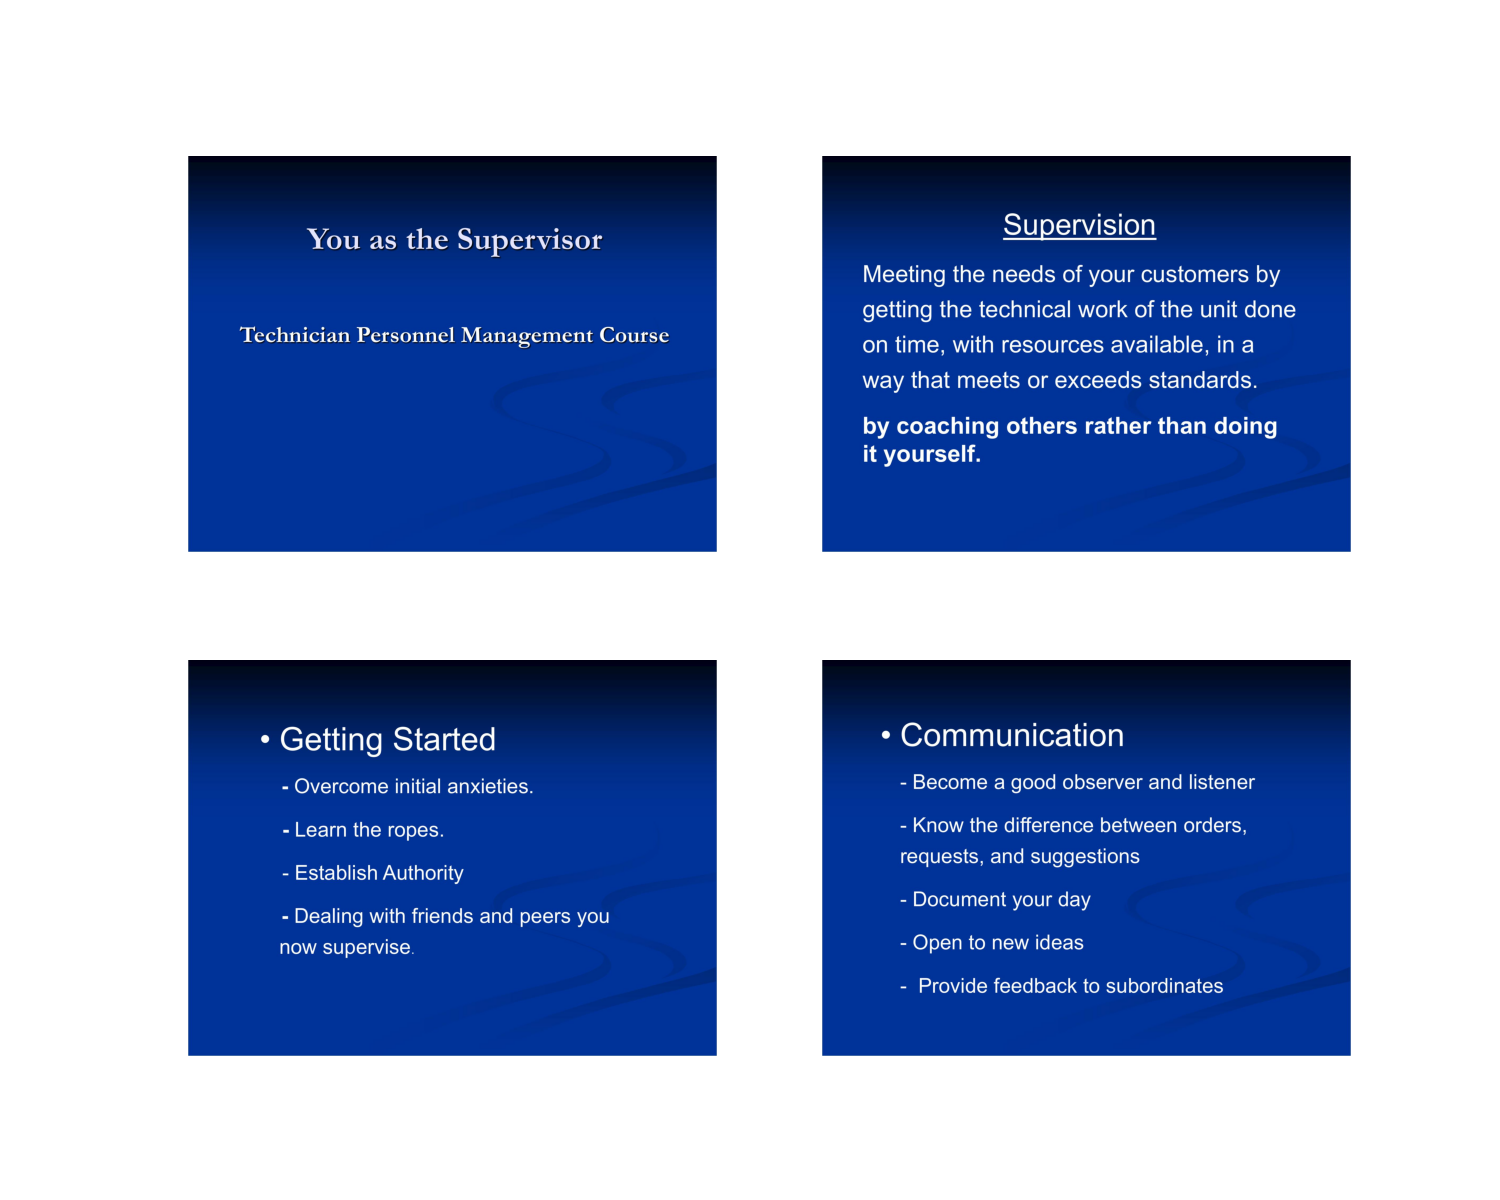 You as the Supervisor
Technician Personnel Management Course
Supervision
Meeting the needs of your customers by
getting the technical work of the unit done
on time, with resources available, in a
way that meets or exceeds standards.
by coaching others rather than doing
it yourself.
• Getting Started
- Overcome initial anxieties.
- Learn the ropes.
- Establish Authority
- Dealing with friends and peers you
now supervise.
• Communication
- Become a good observer and listener
- Know the difference between orders,
requests, and suggestions
- Document your day
- Open to new ideas
- Provide feedback to subordinates